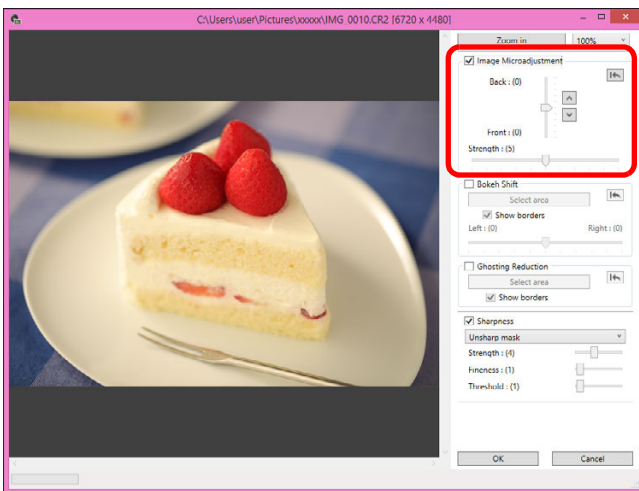 C:\Users\user\Pictures\xxxxx\IMG_0010.CR2 [6720 x 4480]
Zoom in 100%
Image Microadjustment
Back : (0)
Front : (0)
Strength : (5)
Bokeh Shift
Select area
Show borders
Left : (0) Right : (0)
Ghosting Reduction
Select area
Show borders
Sharpness
Unsharp mask
Strength : (4)
Fineness : (1)
Threshold : (1)
OK Cancel